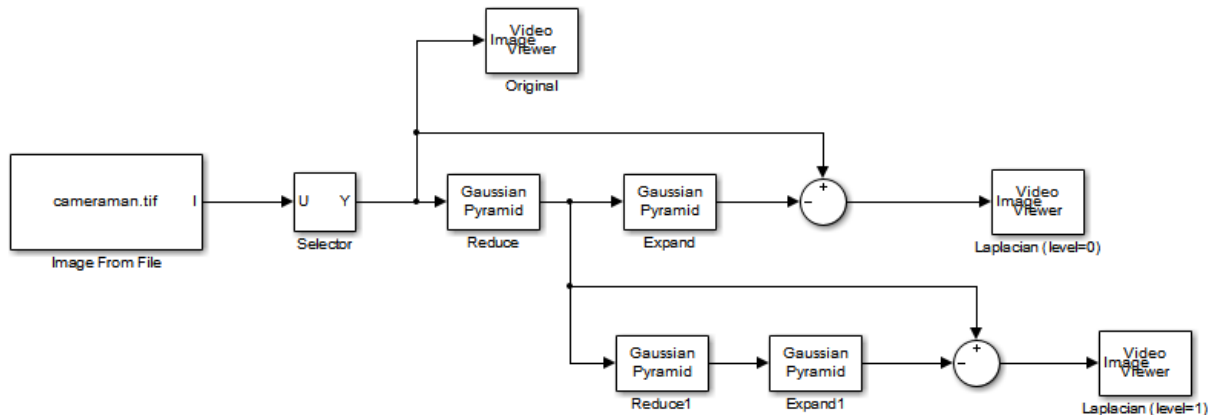 Video
Image
Viewer
Original
cameraman.tif
I
Image From File
U
Y
Selector
Gaussian
Pyramid
Reduce
Gaussian
Pyramid
Expand
+
−
Video
Image
Viewer
Laplacian (level=0)
Gaussian
Pyramid
Reduce1
Gaussian
Pyramid
Expand1
+
−
Video
Image
Viewer
Laplacian (level=1)